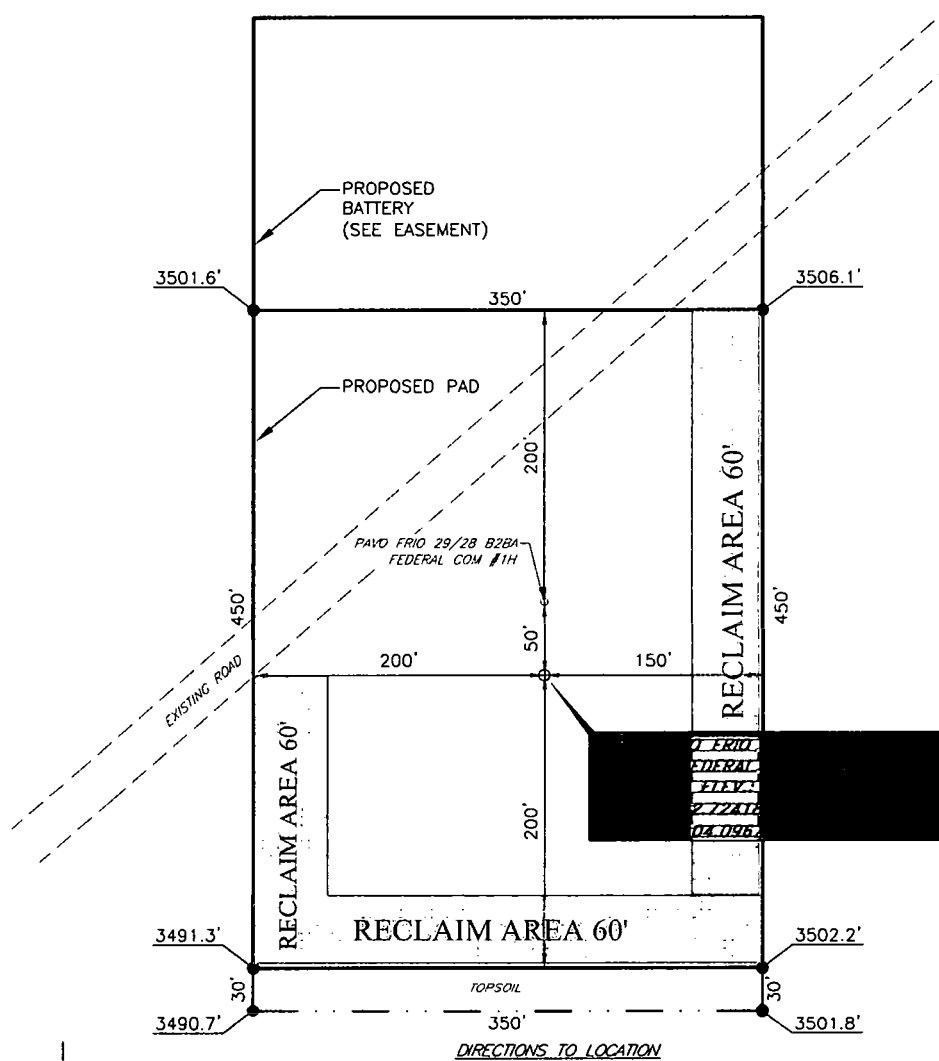 PROPOSED
BATTERY
(SEE EASEMENT)
3501.6'
3506.1'
350'
PROPOSED PAD
200'
RECLAIM AREA 60'
PAVO FRIO 29/28 B2BA
FEDERAL COM #1H
450'
450'
50'
200'
150'
EXISTING ROAD
FRIO
ELEV.:
RECLAIM AREA 60'
200'
RECLAIM AREA 60'
3491.3'
3502.2'
30'
TOPSOIL
30'
3490.7'
350'
3501.8'
DIRECTIONS TO LOCATION